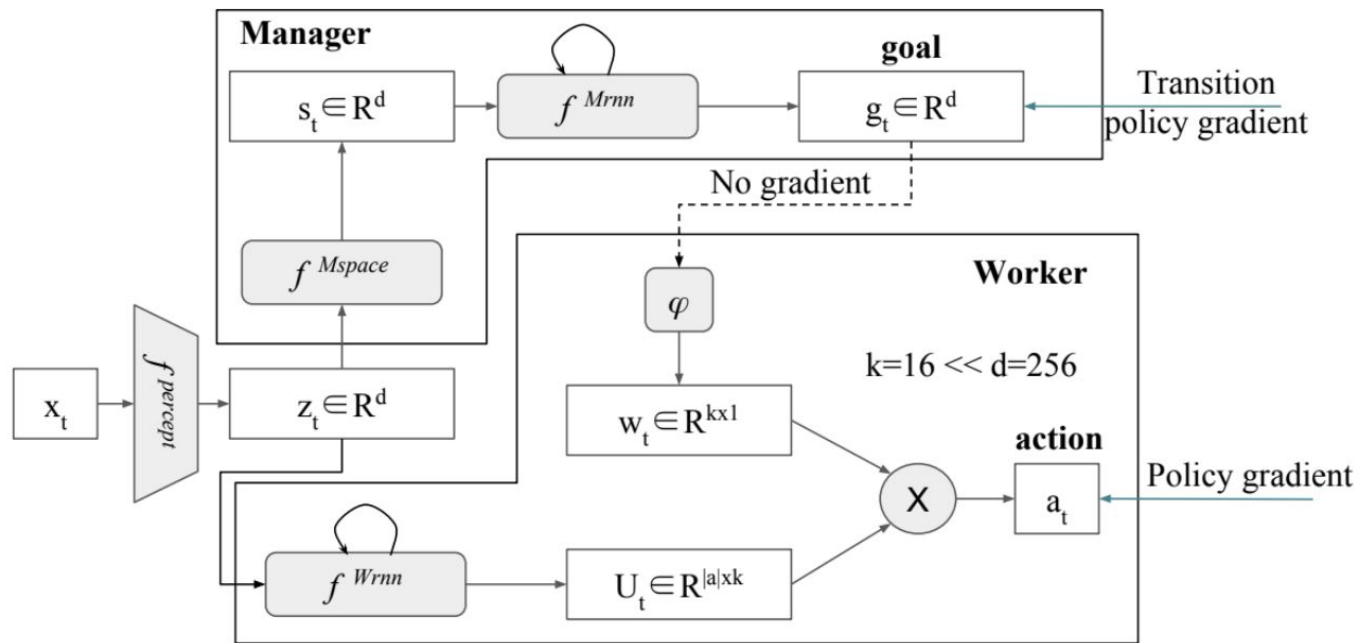 Manager
goal
s_t ∈ R^d
f^Mrnn
g_t ∈ R^d
Transition
policy gradient
No gradient
f^Mspace
Worker
φ
k=16 << d=256
x_t
f^percept
z_t ∈ R^d
w_t ∈ R^kx1
action
X
a_t
Policy gradient
f^Wrnn
U_t ∈ R^|a|xk